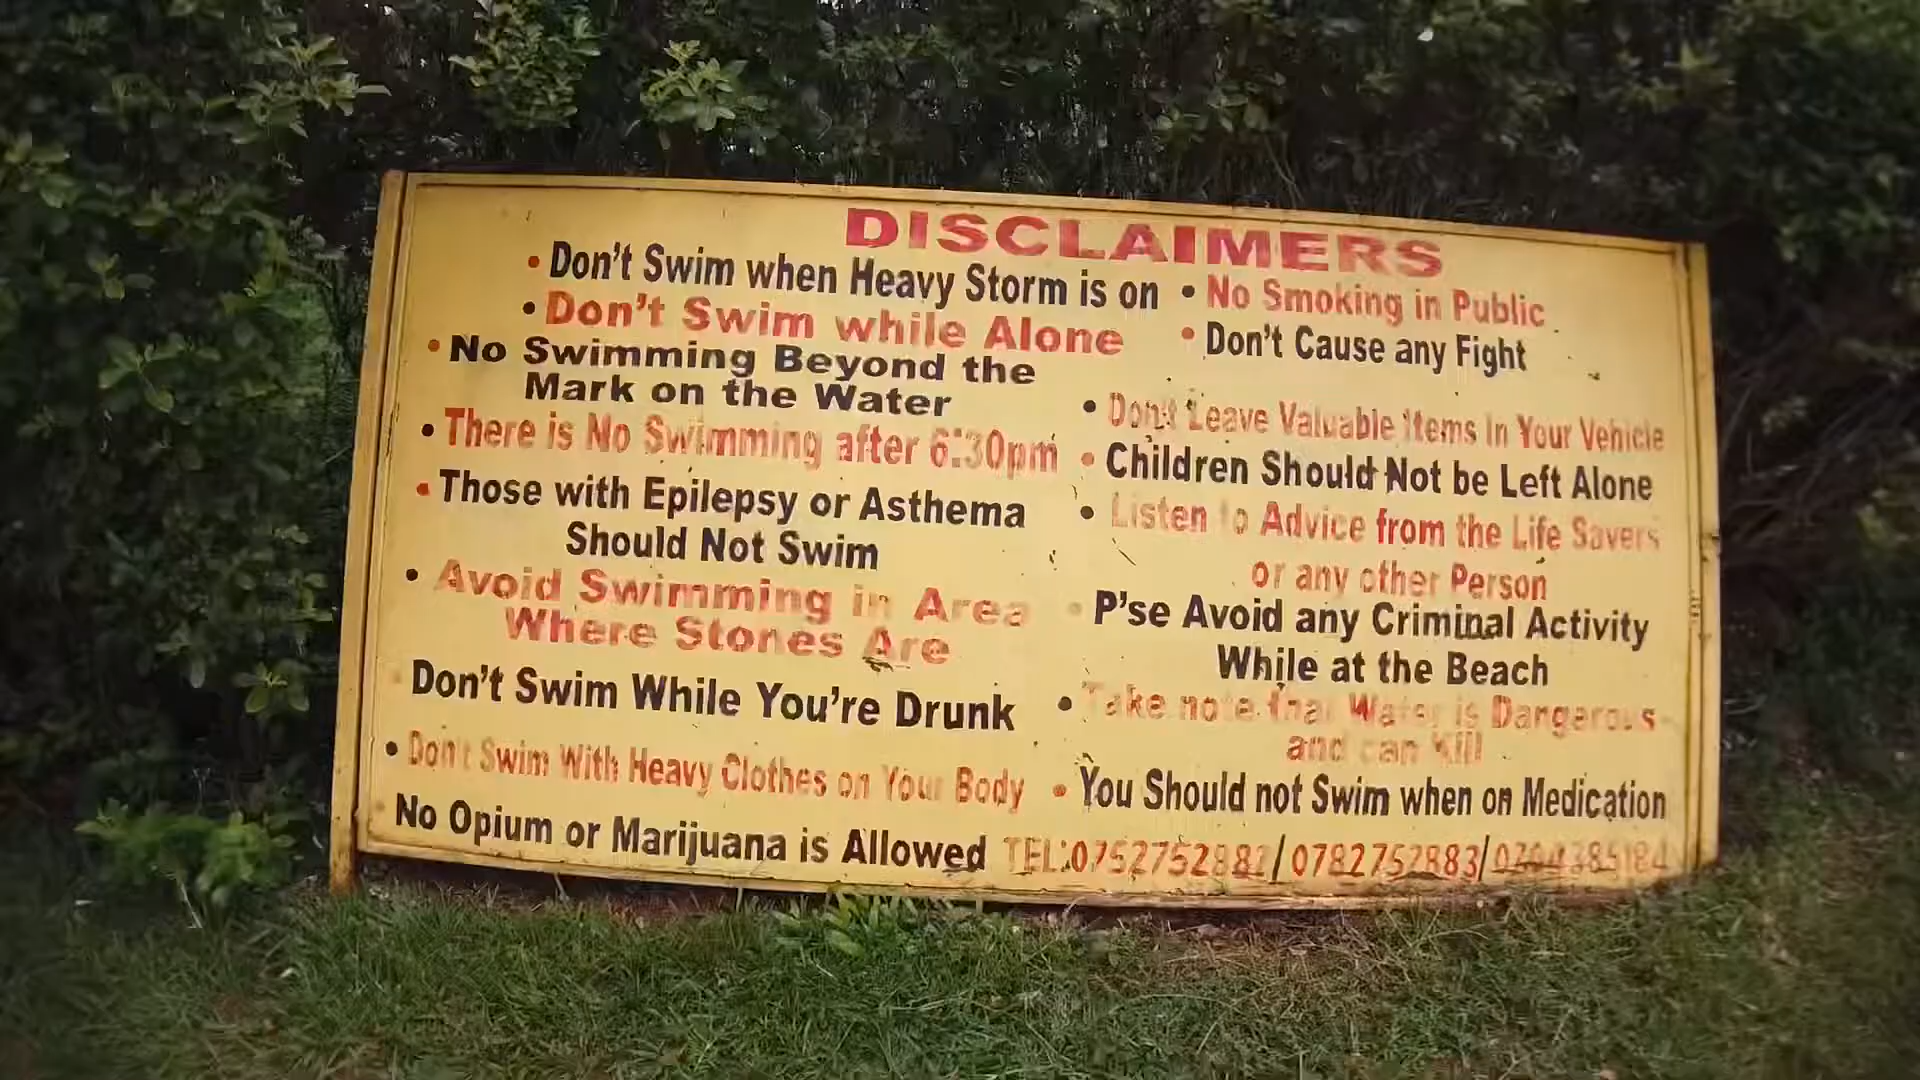 DISCLAIMERS
• Don't Swim when Heavy Storm is on
• Don't Swim while Alone
• No Swimming Beyond the
Mark on the Water
• There is No Swimming after 6:30pm
• Those with Epilepsy or Asthma
Should Not Swim
• Avoid Swimming in Area
Where Stones Are
Don't Swim While You're Drunk
• Don't Swim With Heavy Clothes on Your Body
No Opium or Marijuana is Allowed
• No Smoking in Public
• Don't Cause any Fight
• Don't Leave Valuable Items In Your Vehicle
• Children Should Not be Left Alone
• Listen to Advice from the Life Savers
or any other Person
• P'se Avoid any Criminal Activity
While at the Beach
• Take note that Water is Dangerous
and can Kill
• You Should not Swim when on Medication
TEL:0752752882/0782752883/